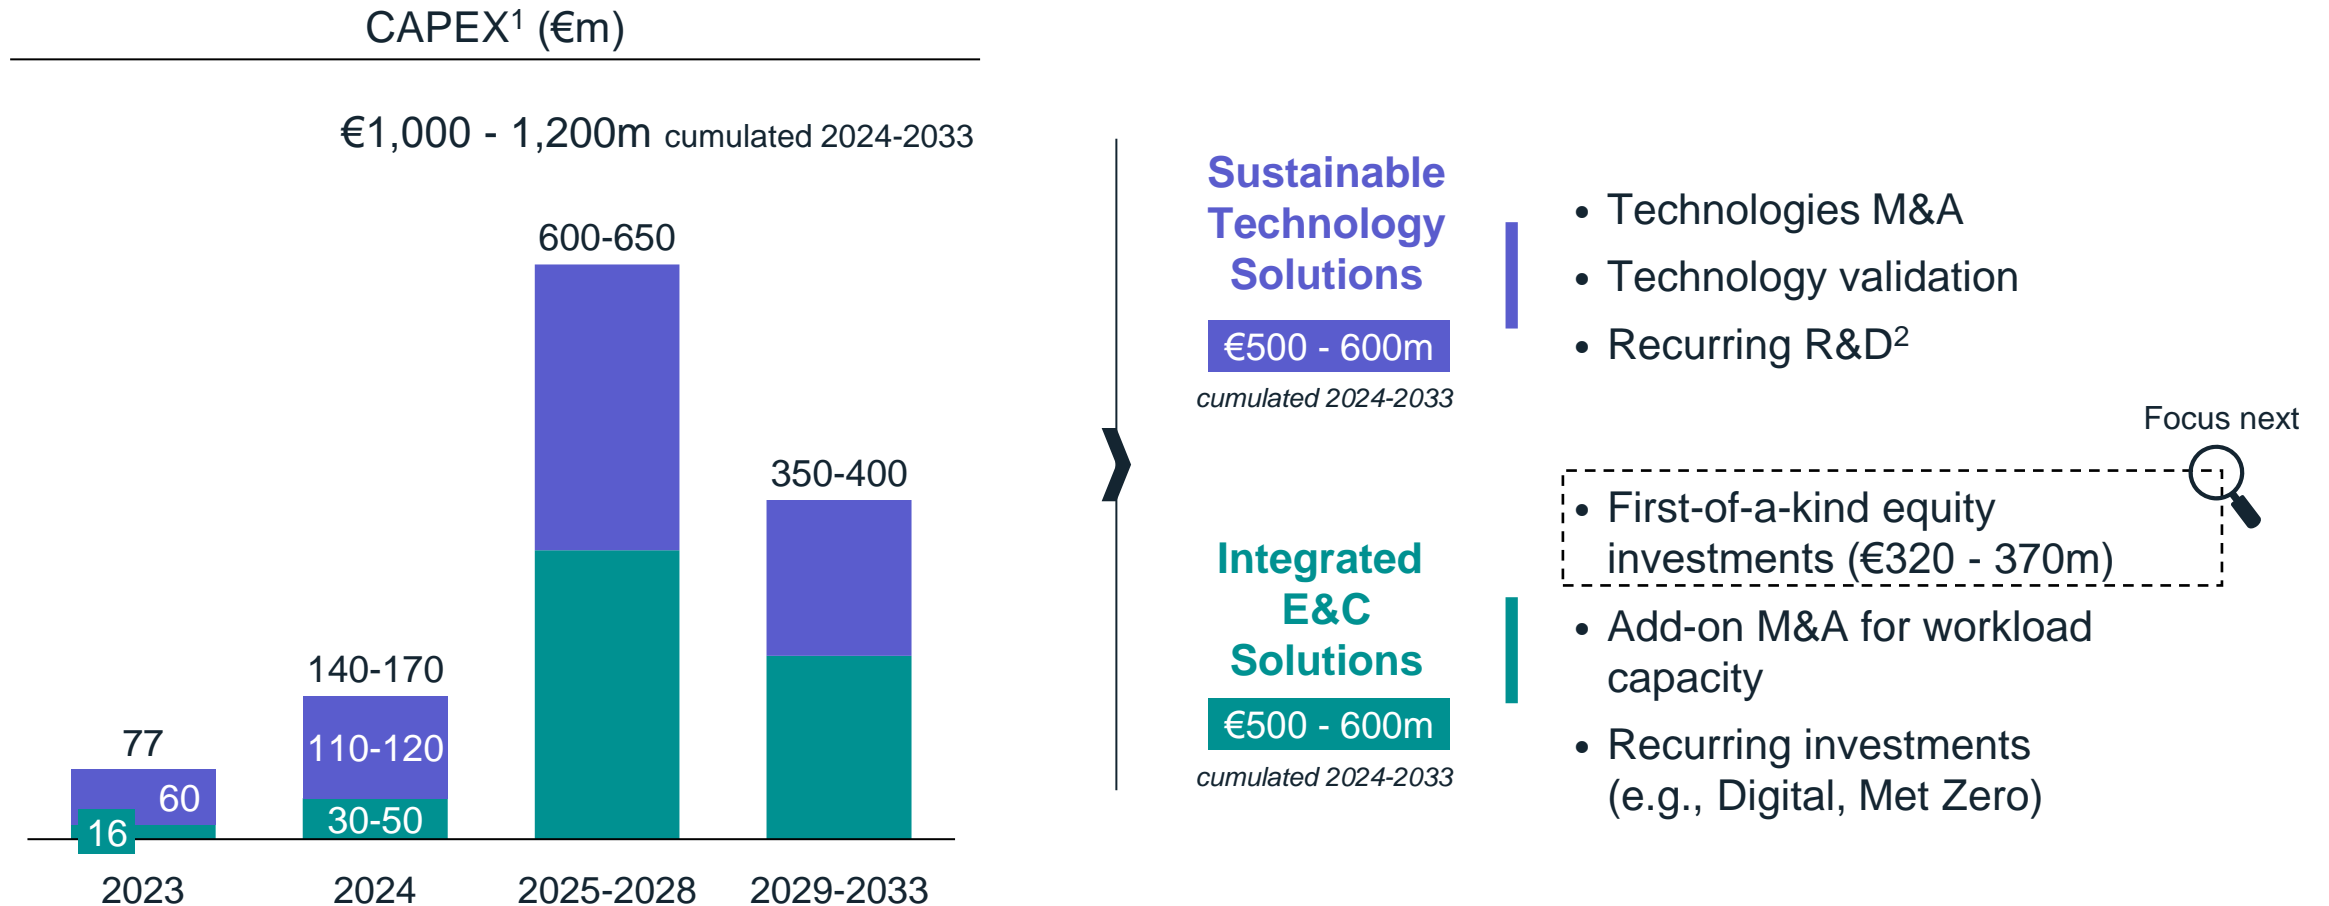 CAPEX¹ (€m)
€1,000 - 1,200m cumulated 2024-2033
77
60
16
140-170
110-120
30-50
600-650
350-400
2023
2024
2025-2028
2029-2033
Sustainable
Technology
Solutions
€500 - 600m
cumulated 2024-2033
• Technologies M&A
• Technology validation
• Recurring R&D²
Focus next
Integrated
E&C
Solutions
€500 - 600m
cumulated 2024-2033
• First-of-a-kind equity
investments (€320 - 370m)
• Add-on M&A for workload
capacity
• Recurring investments
(e.g., Digital, Met Zero)